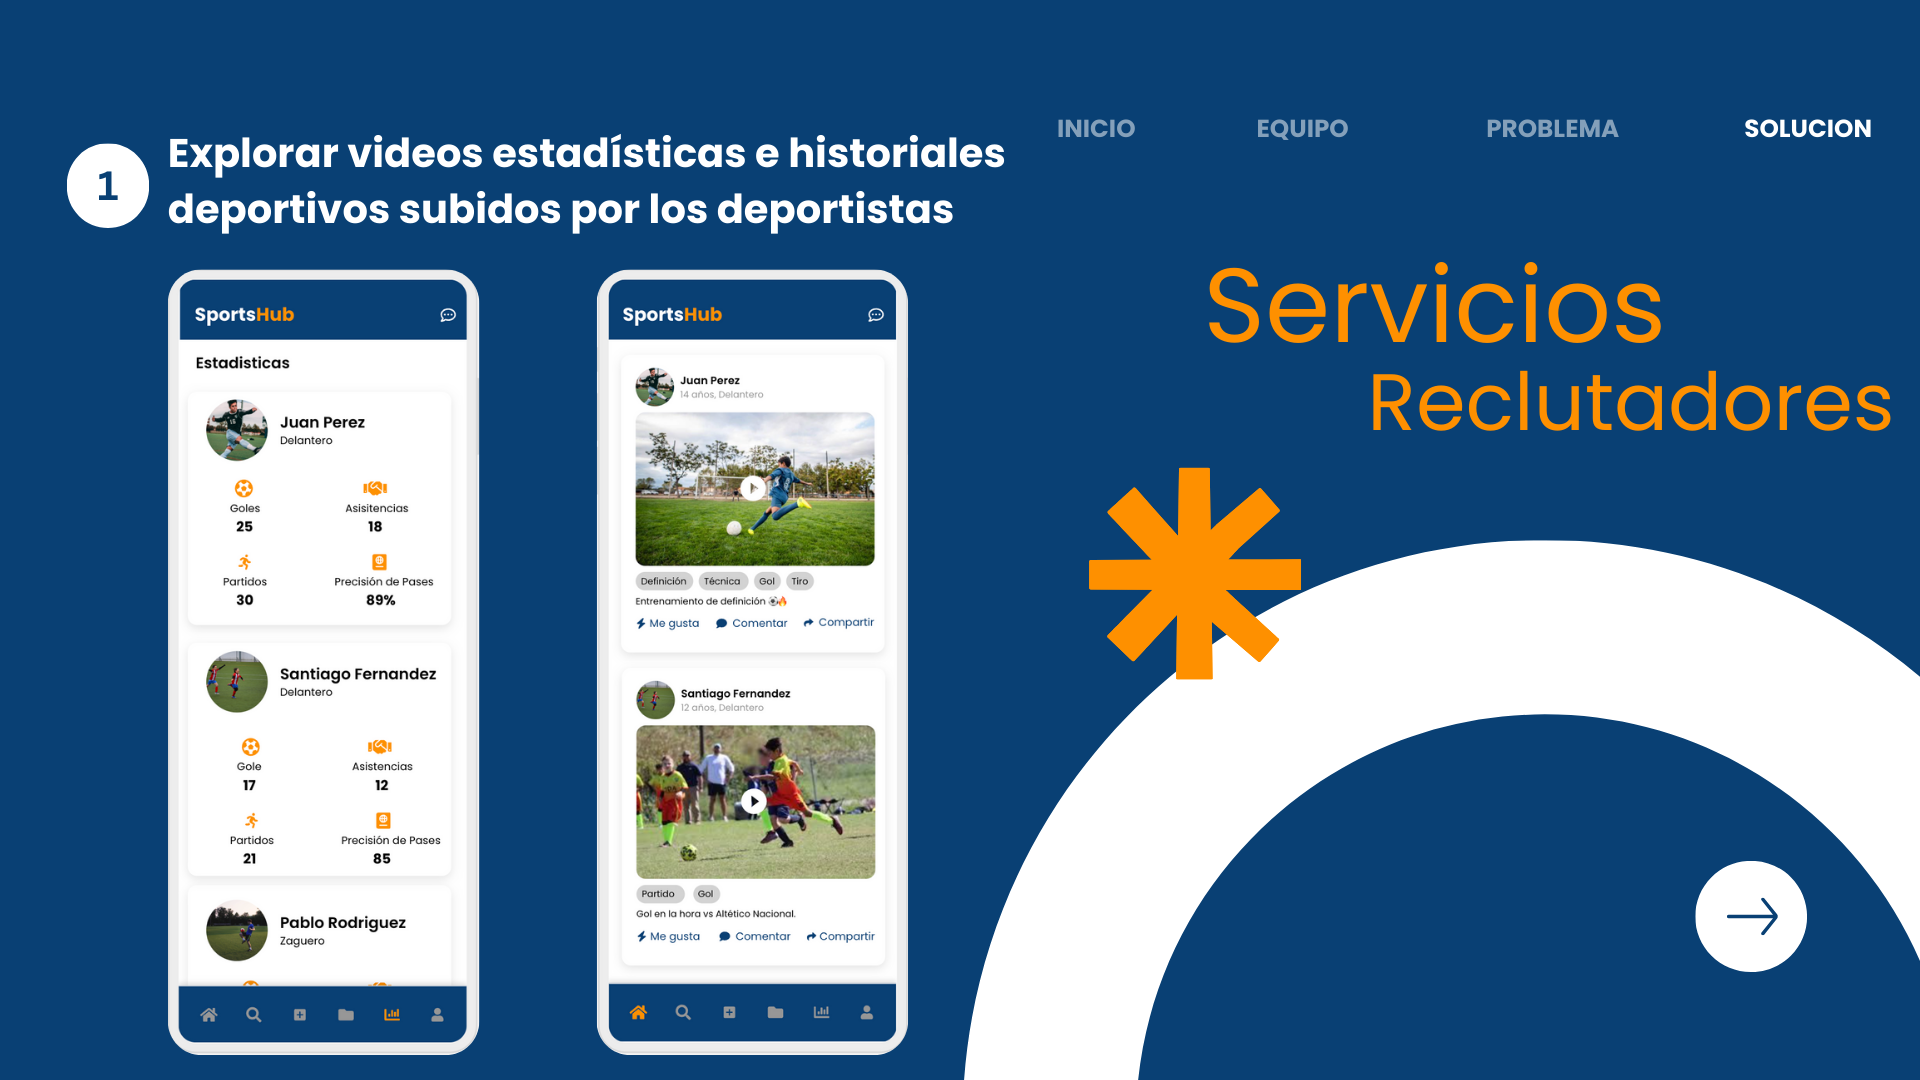 INICIO
EQUIPO
PROBLEMA
SOLUCION
1
Explorar videos estadísticas e historiales
deportivos subidos por los deportistas
Servicios
Reclutadores
SportsHub
Estadisticas
Juan Perez
Delantero
Goles
Asisitencias
25
18
Partidos
Precisión de Pases
30
89%
Santiago Fernandez
Delantero
Gole
Asistencias
17
12
Partidos
Precisión de Pases
21
85
Pablo Rodriguez
Zaguero
SportsHub
Juan Perez
14 años, Delantero
Definición
Técnica
Gol
Tiro
Entrenamiento de definición ⚽🔥
Me gusta
Comentar
Compartir
Santiago Fernandez
12 años, Delantero
Partido
Gol
Gol en la hora vs Altético Nacional.
Me gusta
Comentar
Compartir